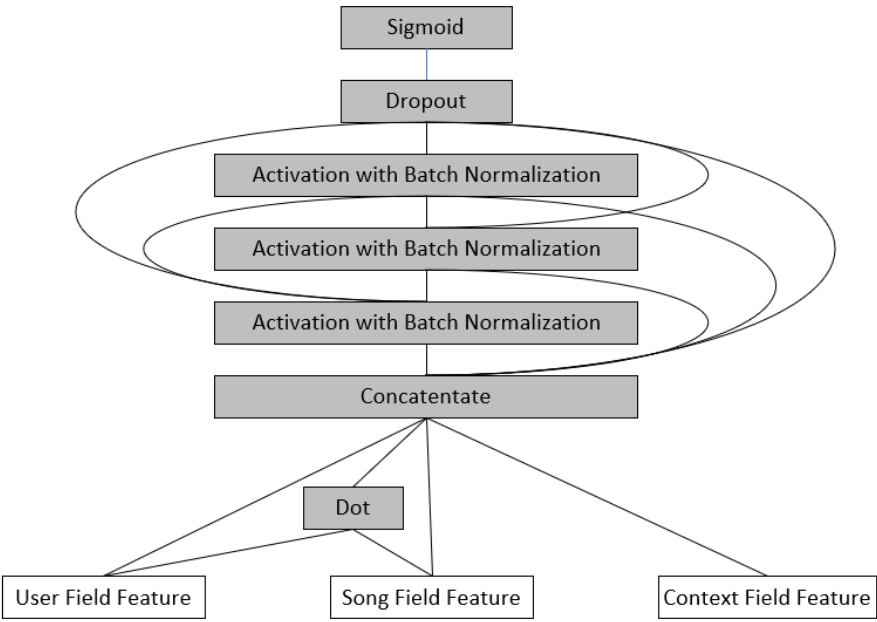 Sigmoid
Dropout
Activation with Batch Normalization
Activation with Batch Normalization
Activation with Batch Normalization
Concatentate
Dot
User Field Feature
Song Field Feature
Context Field Feature